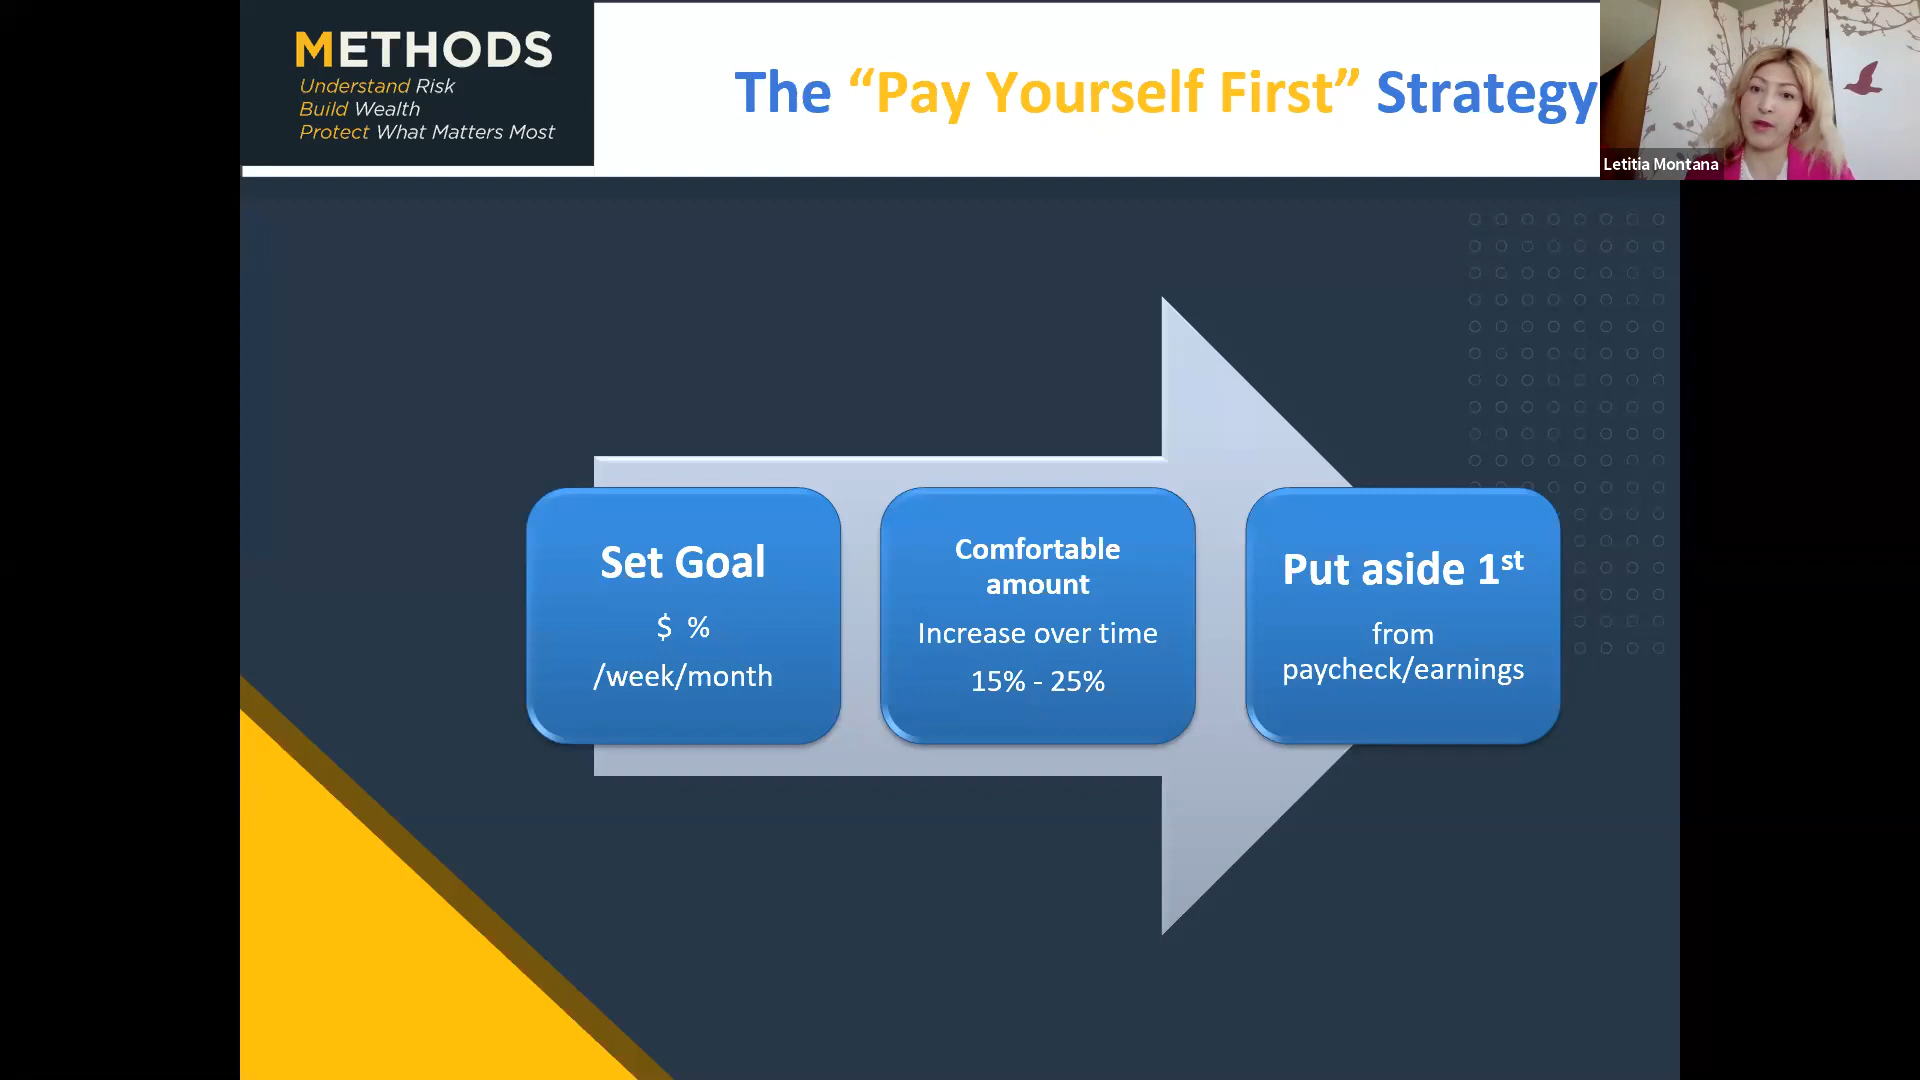 METHODS
Understand Risk
Build Wealth
Protect What Matters Most
The “Pay Yourself First” Strategy
Letitia Montana
Set Goal
$ %
/week/month
Comfortable
amount
Increase over time
15% - 25%
Put aside 1st
from
paycheck/earnings